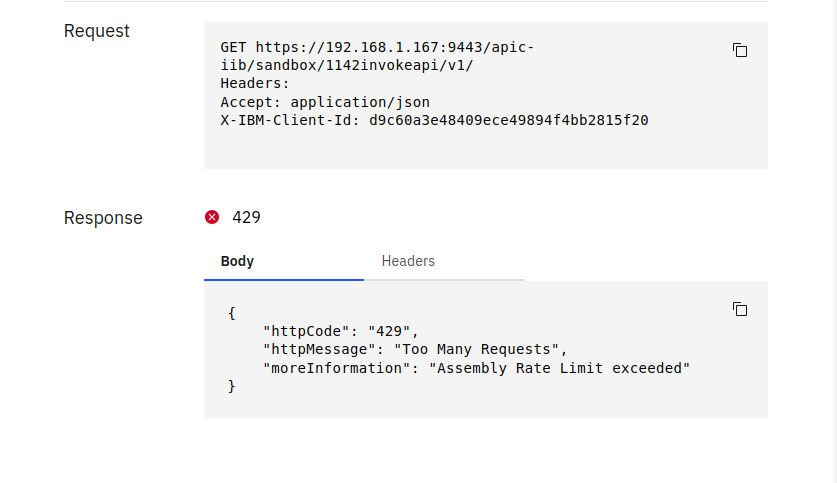 Request
GET https://192.168.1.167:9443/apic-
iib/sandbox/1142invokeapi/v1/
Headers:
Accept: application/json
X-IBM-Client-Id: d9c60a3e48409ece49894f4bb2815f20
Response
429
Body Headers
{
"httpCode": "429",
"httpMessage": "Too Many Requests",
"moreInformation": "Assembly Rate Limit exceeded"
}